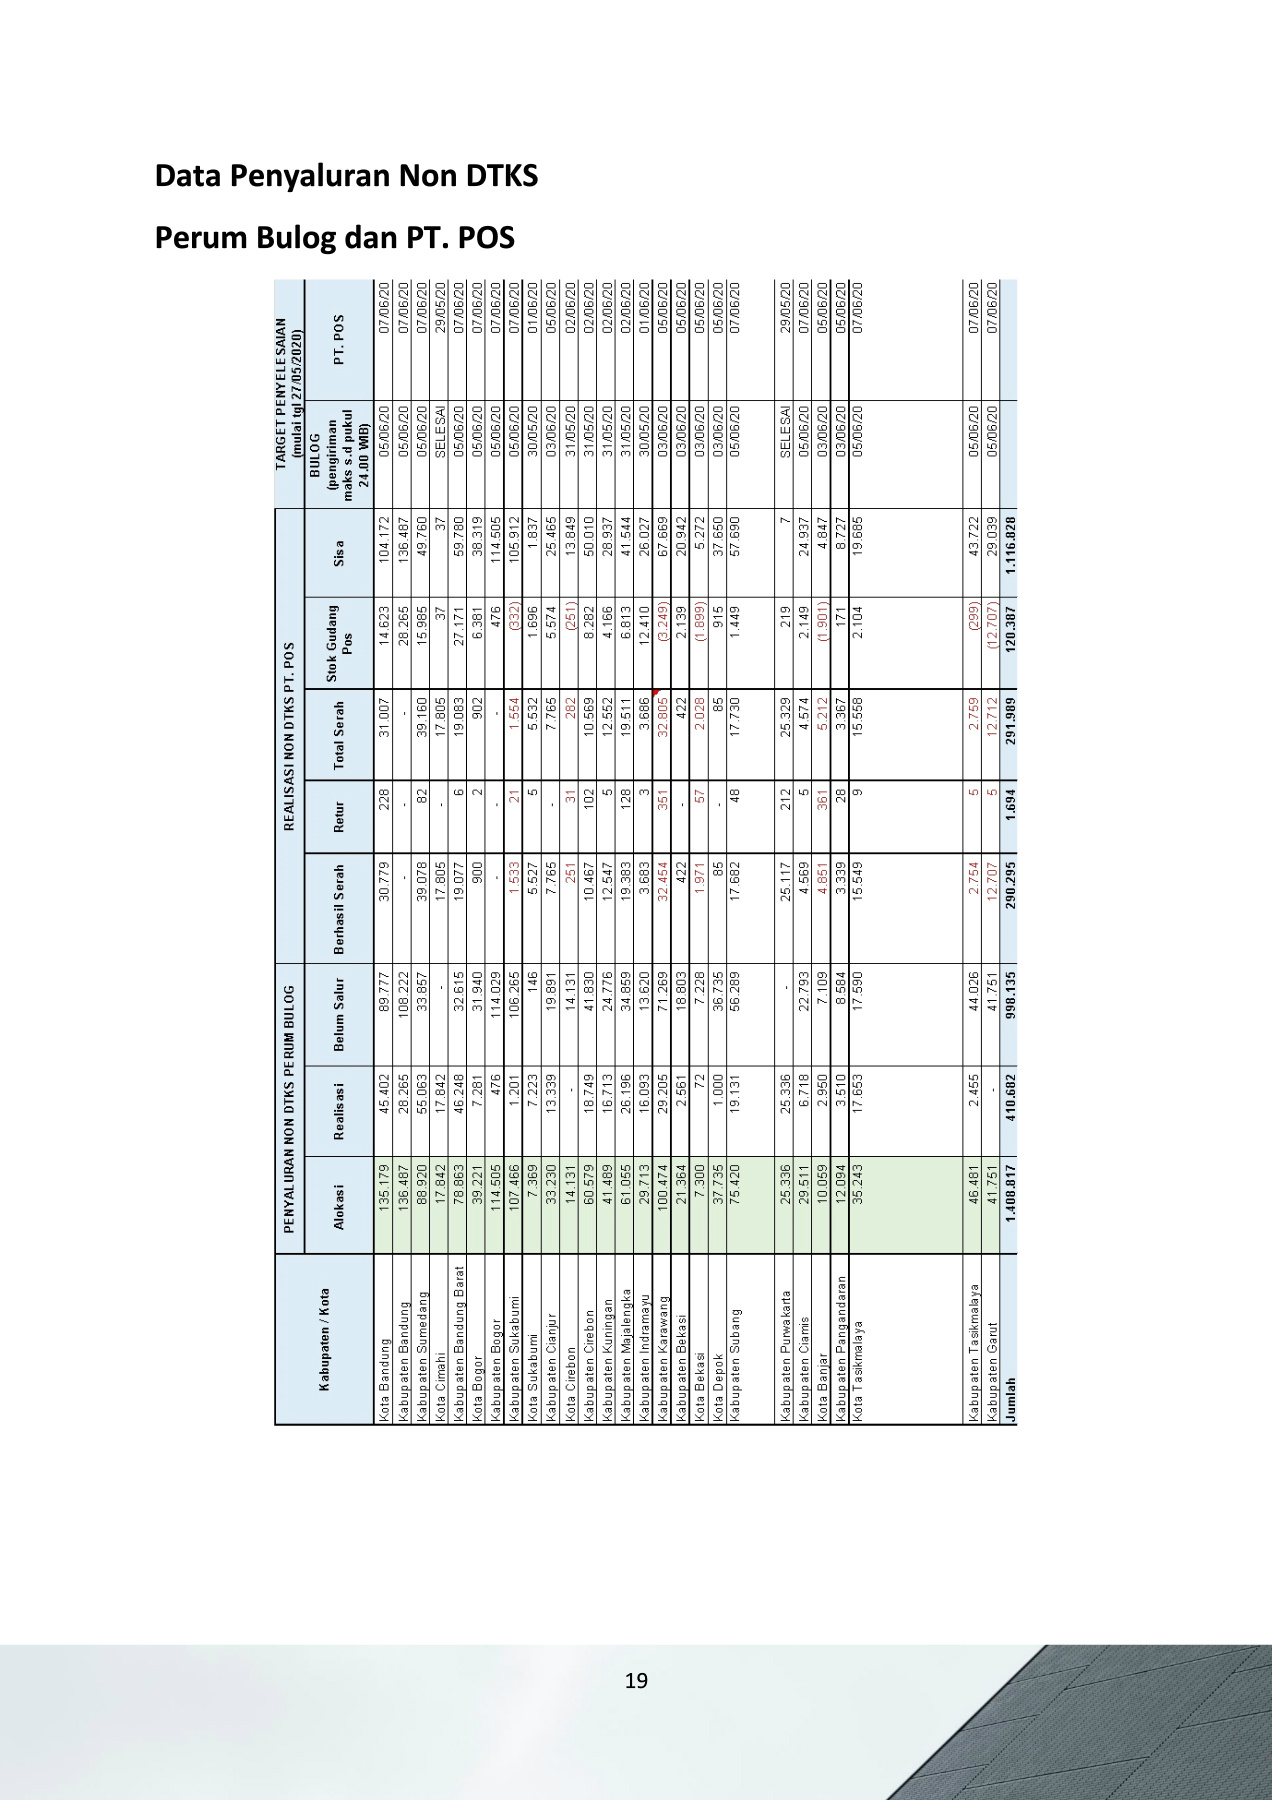 Data Penyaluran Non DTKS
Perum Bulog dan PT. POS
Kabupaten / Kota PENYALURAN NON DTKS PERUM BULOG REALISASI NON DTKS PT. POS TARGET PENYELESAIAN (mulai tgl 27/05/2020)
Alokasi Realisasi Belum Salur Berhasil Serah Retur Total Serah Stok Gudang Pos Sisa BULOG (pengiriman maks s.d pukul 24.00 WIB) PT. POS
Kota Bandung 135.179 45.402 89.777 30.779 228 31.007 14.623 104.172 05/06/20 07/06/20
Kabupaten Bandung 136.487 28.265 108.222 - - - 28.265 136.487 05/06/20 07/06/20
Kabupaten Sumedang 88.920 55.063 33.857 39.078 82 39.160 15.985 49.760 05/06/20 07/06/20
Kota Cimahi 17.842 17.842 - 17.805 - 17.805 37 37 SELESAI 29/05/20
Kabupaten Bandung Barat 78.863 46.248 32.615 19.077 6 19.083 27.171 59.780 05/06/20 07/06/20
Kota Bogor 39.221 7.281 31.940 900 2 902 6.381 38.319 05/06/20 07/06/20
Kabupaten Bogor 114.505 476 114.029 - - - 476 114.505 05/06/20 07/06/20
Kabupaten Sukabumi 107.466 1.201 106.265 1.533 21 1.554 (332) 105.912 05/06/20 07/06/20
Kota Sukabumi 7.369 7.223 146 5.527 5 5.532 1.696 1.837 30/05/20 01/06/20
Kabupaten Cianjur 33.230 13.339 19.891 7.765 - 7.765 5.574 25.465 03/06/20 05/06/20
Kota Cirebon 14.131 - 14.131 251 31 282 (251) 13.849 31/05/20 02/06/20
Kabupaten Cirebon 60.579 18.749 41.830 10.467 102 10.569 8.282 50.010 31/05/20 02/06/20
Kabupaten Kuningan 41.489 16.713 24.776 12.547 5 12.552 4.166 28.937 31/05/20 02/06/20
Kabupaten Majalengka 61.055 26.196 34.859 19.383 128 19.511 6.813 41.544 31/05/20 02/06/20
Kabupaten Indramayu 29.713 16.093 13.620 3.683 3 3.686 12.410 26.027 30/05/20 01/06/20
Kabupaten Karawang 100.474 29.205 71.269 32.454 351 32.805 (3.249) 67.669 03/06/20 05/06/20
Kabupaten Bekasi 21.364 2.561 18.803 422 - 422 2.139 20.942 03/06/20 05/06/20
Kota Bekasi 7.300 72 7.228 1.971 57 2.028 (1.899) 5.272 03/06/20 05/06/20
Kota Depok 37.735 1.000 36.735 85 - 85 915 37.650 03/06/20 05/06/20
Kabupaten Subang 75.420 19.131 56.289 17.682 48 17.730 1.449 57.690 05/06/20 07/06/20
Kabupaten Purwakarta 25.336 25.336 - 25.117 212 25.329 219 7 SELESAI 29/05/20
Kabupaten Ciamis 29.511 6.718 22.793 4.569 5 4.574 2.149 24.937 05/06/20 07/06/20
Kota Banjar 10.059 2.950 7.109 4.851 361 5.212 (1.901) 4.847 03/06/20 05/06/20
Kabupaten Pangandaran 12.094 3.510 8.584 3.339 28 3.367 171 8.727 03/06/20 05/06/20
Kota Tasikmalaya 35.243 17.653 17.590 15.549 9 15.558 2.104 19.685 05/06/20 07/06/20
Kabupaten Tasikmalaya 46.481 2.455 44.026 2.754 5 2.759 (299) 43.722 05/06/20 07/06/20
Kabupaten Garut 41.751 - 41.751 12.707 5 12.712 (12.707) 29.039 05/06/20 07/06/20
Jumlah 1.408.817 410.682 998.135 290.295 1.694 291.989 120.387 1.116.828
19